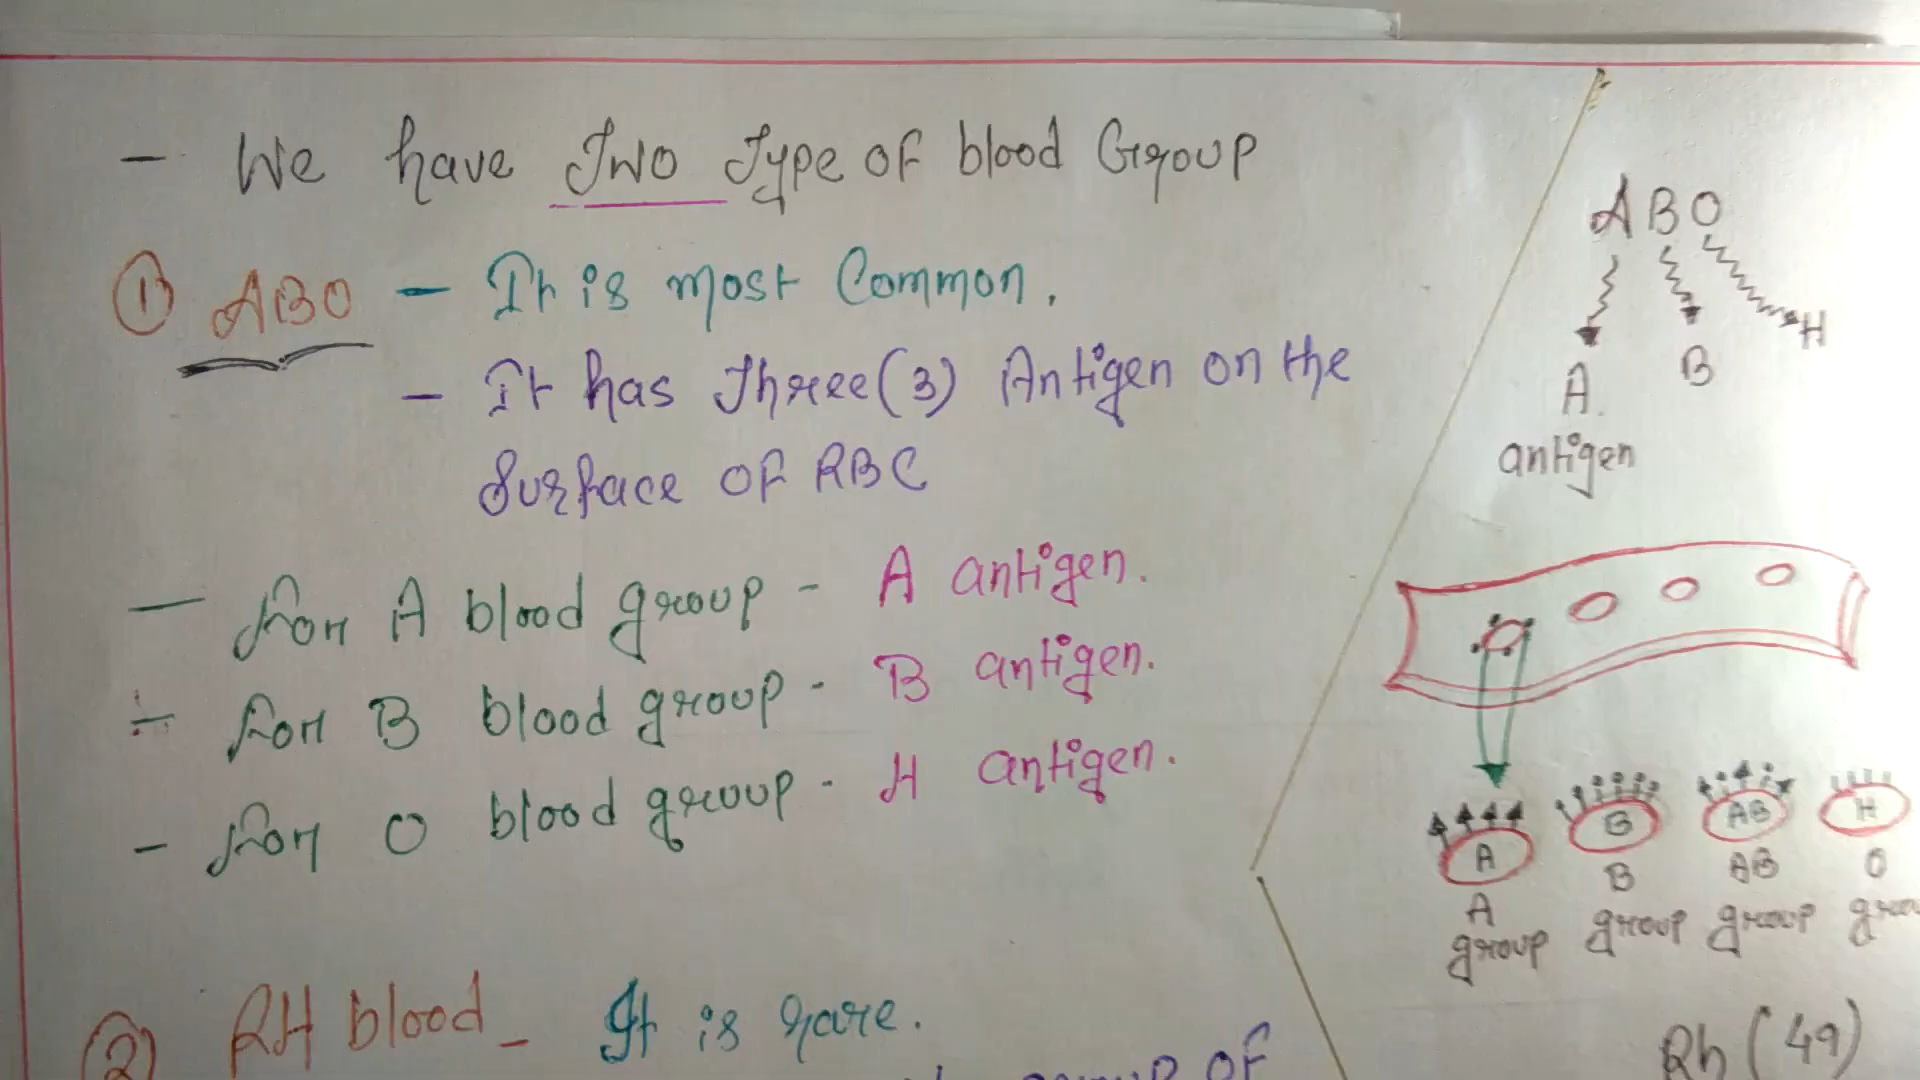 - We have Two Type of blood Group
① ABO - It is most Common.
- It has Three (3) Antigen on the
Surface of RBC
- For A blood group - A antigen.
- For B blood group - B antigen.
- For O blood group - H antigen.
② RH blood - It is rare.
group of
ABO
A B H
antigen
A B AB H
A B AB O
group group group
Rh (49)